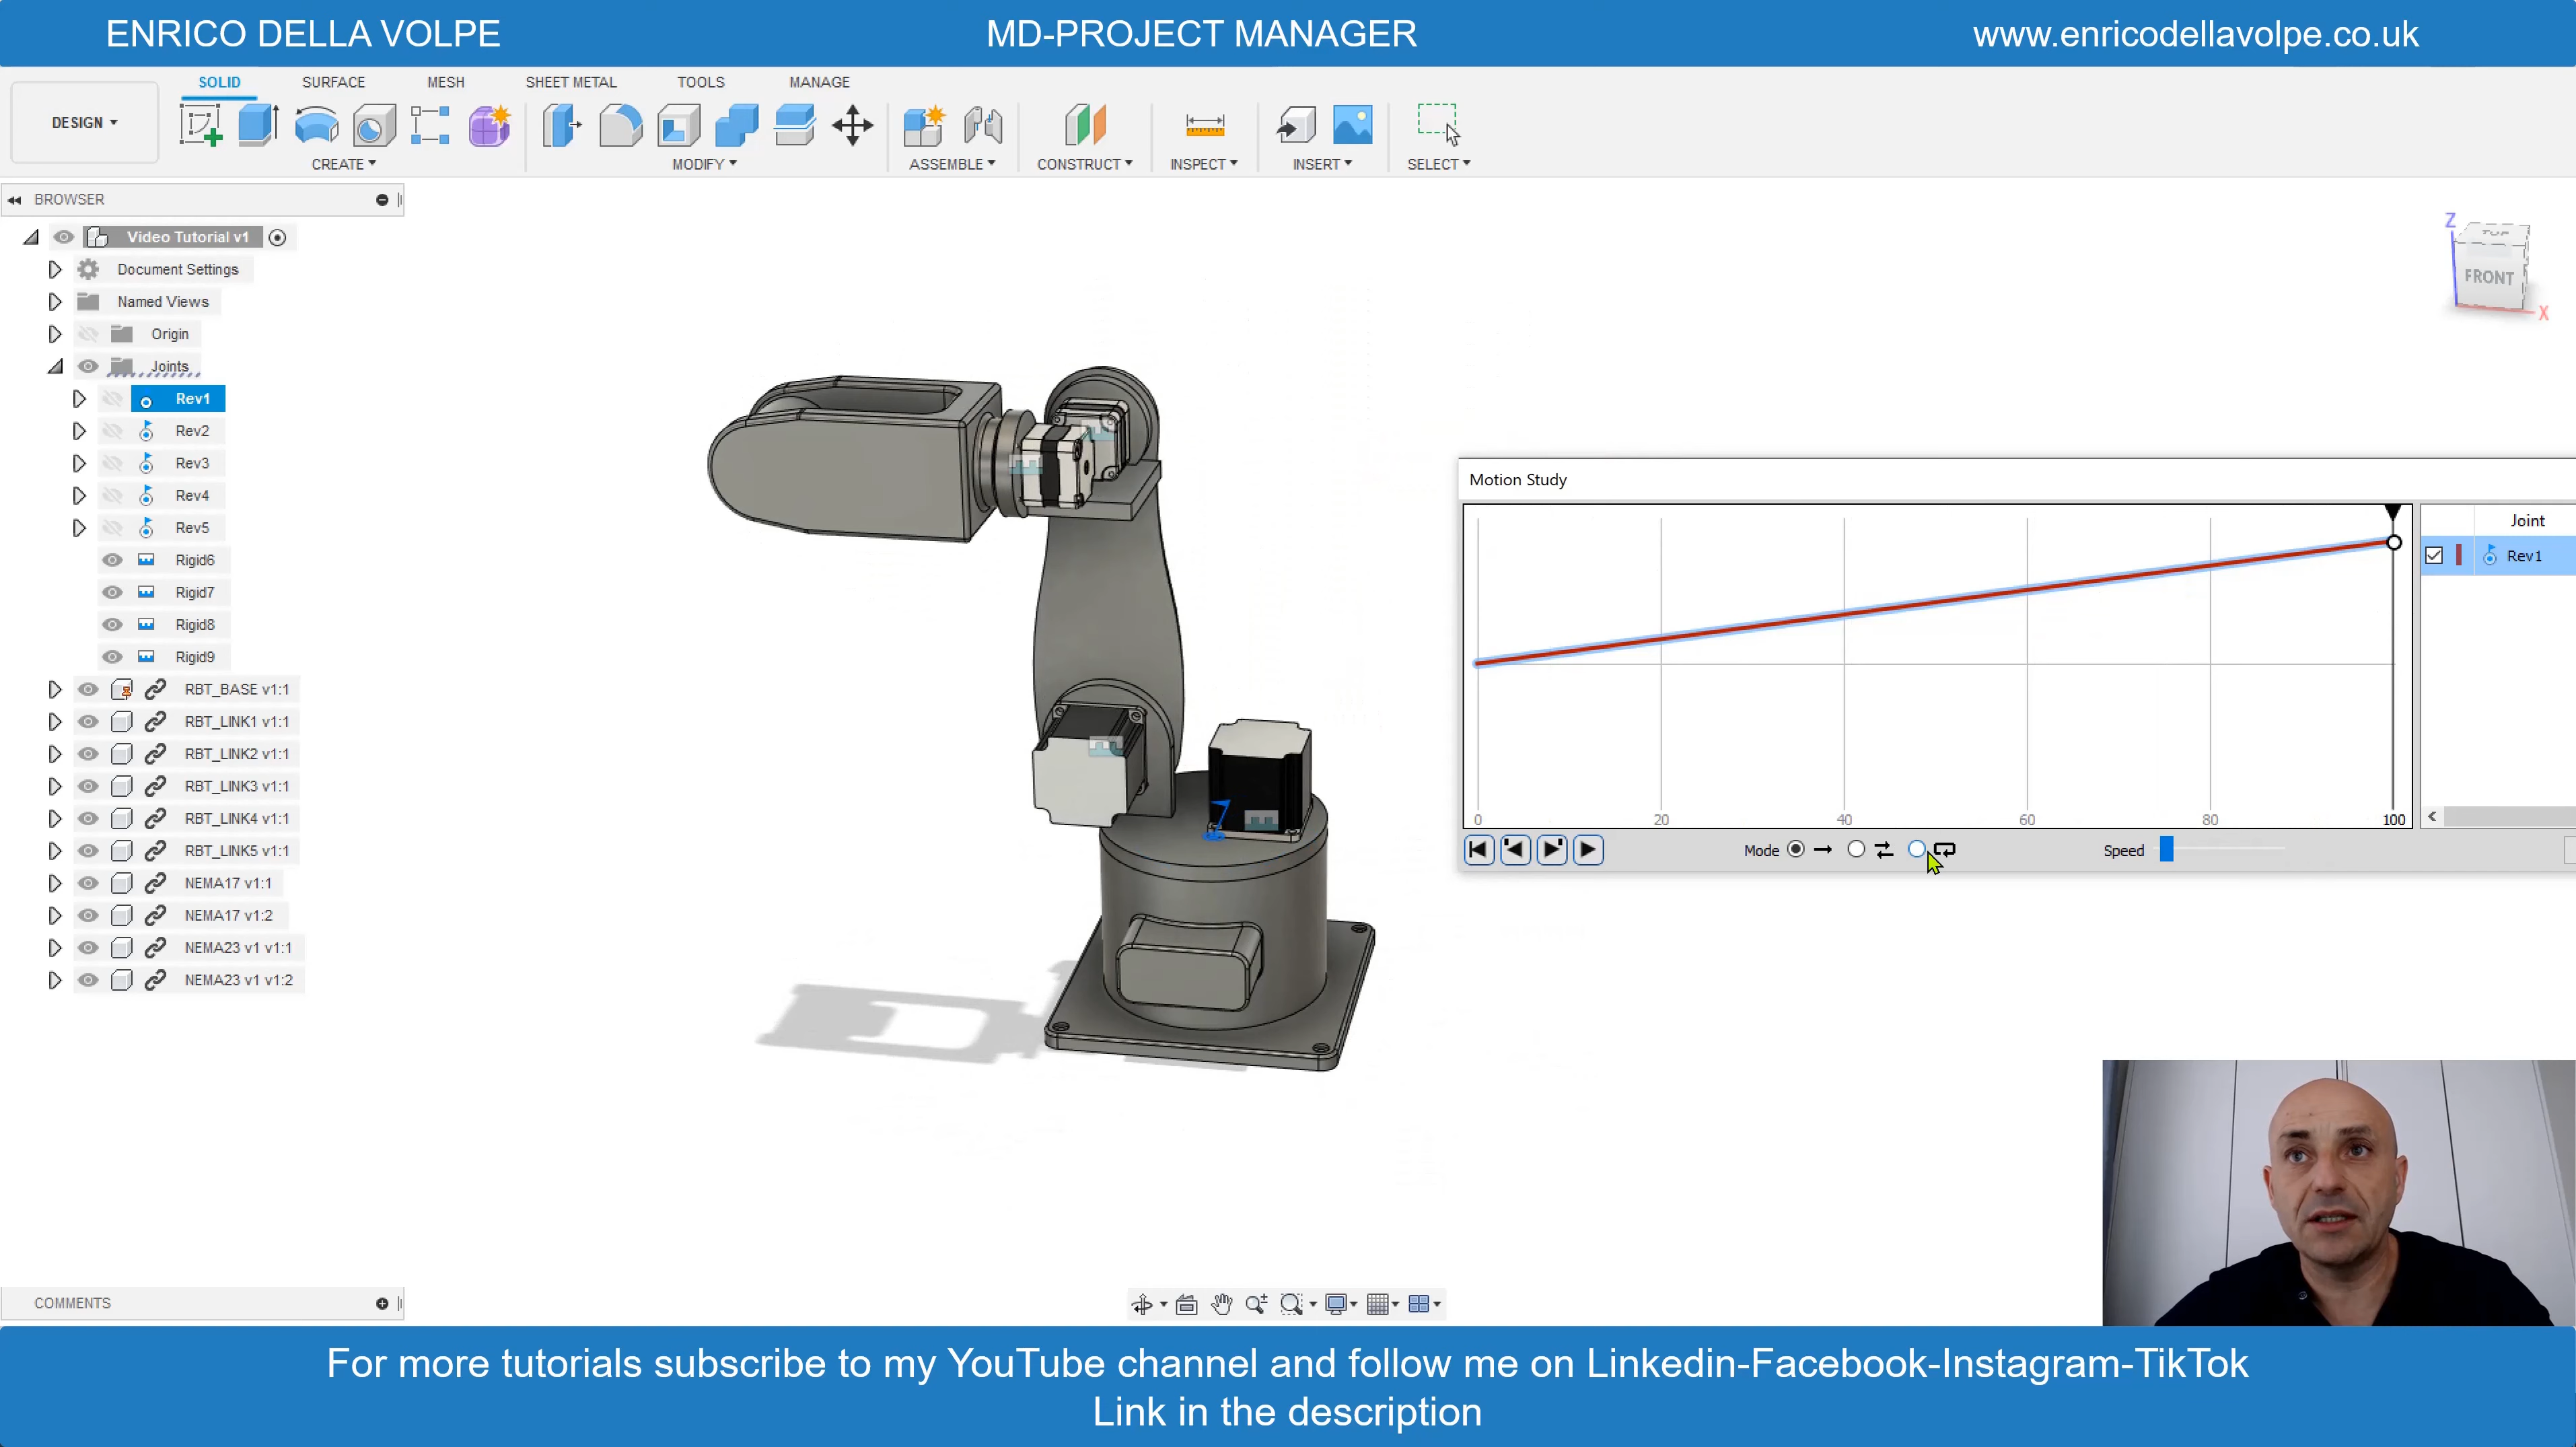 ENRICO DELLA VOLPE MD-PROJECT MANAGER www.enricodellavolpe.co.uk
SOLID SURFACE MESH SHEET METAL TOOLS MANAGE
DESIGN
CREATE MODIFY ASSEMBLE CONSTRUCT INSPECT INSERT SELECT
BROWSER
Video Tutorial v1
Document Settings
Named Views
Origin
Joints
Rev1
Rev2
Rev3
Rev4
Rev5
Rigid6
Rigid7
Rigid8
Rigid9
RBT_BASE v1:1
RBT_LINK1 v1:1
RBT_LINK2 v1:1
RBT_LINK3 v1:1
RBT_LINK4 v1:1
RBT_LINK5 v1:1
NEMA17 v1:1
NEMA17 v1:2
NEMA23 v1 v1:1
NEMA23 v1 v1:2
Z
TOP
FRONT
X
Motion Study
Joint
Rev1
0 20 40 60 80 100
Mode Speed
COMMENTS
For more tutorials subscribe to my YouTube channel and follow me on Linkedin-Facebook-Instagram-TikTok
Link in the description